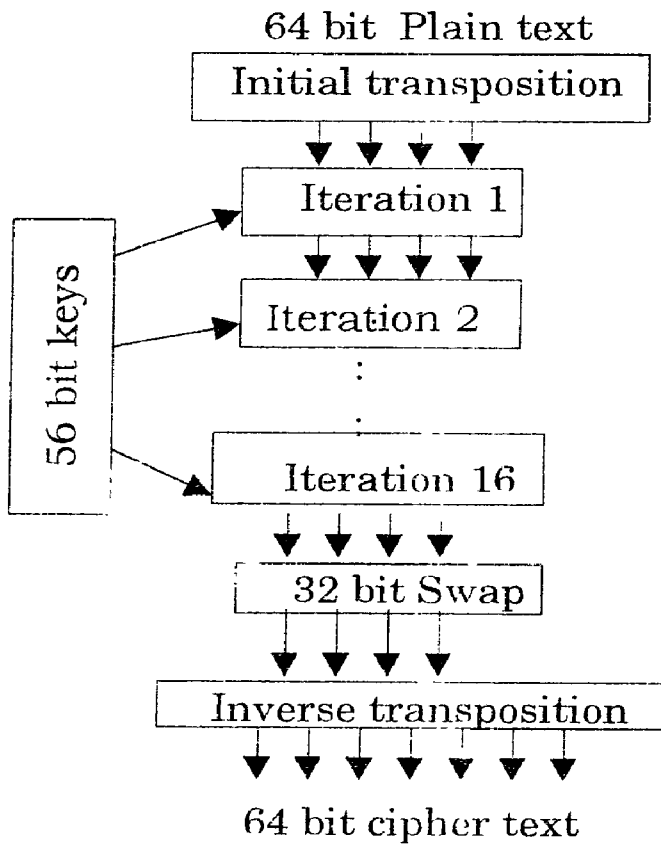 64 bit Plain text
Initial transposition
Iteration 1
Iteration 2
56 bit keys
:
.
Iteration 16
32 bit Swap
Inverse transposition
64 bit cipher text